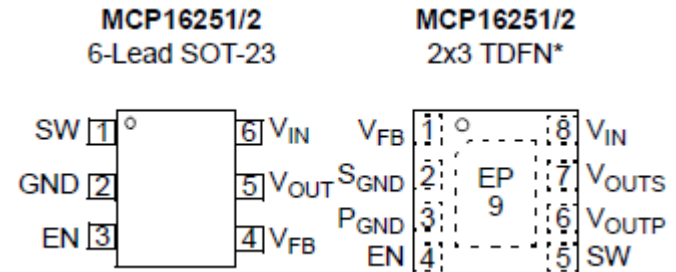 MCP16251/2
6-Lead SOT-23
SW 1 6 VIN
GND 2 5 VOUT
EN 3 4 VFB
MCP16251/2
2x3 TDFN*
VFB 1 8 VIN
SGND 2 EP 7 VOUTS
PGND 3 9 6 VOUTP
EN 4 5 SW